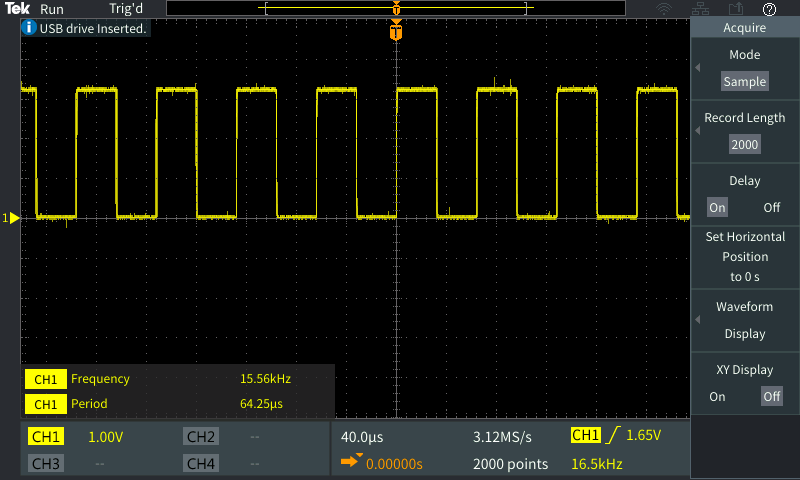 Tek Run Trig'd
T
?
i USB drive Inserted.
T
Acquire
Mode
Sample
Record Length
2000
Delay
On Off
Set Horizontal
Position
to 0 s
Waveform
Display
XY Display
On Off
1
CH1 Frequency 15.56kHz
CH1 Period 64.25µs
CH1 1.00V CH2 --
CH3 -- CH4 --
40.0µs 3.12MS/s CH1 1.65V
0.00000s 2000 points 16.5kHz